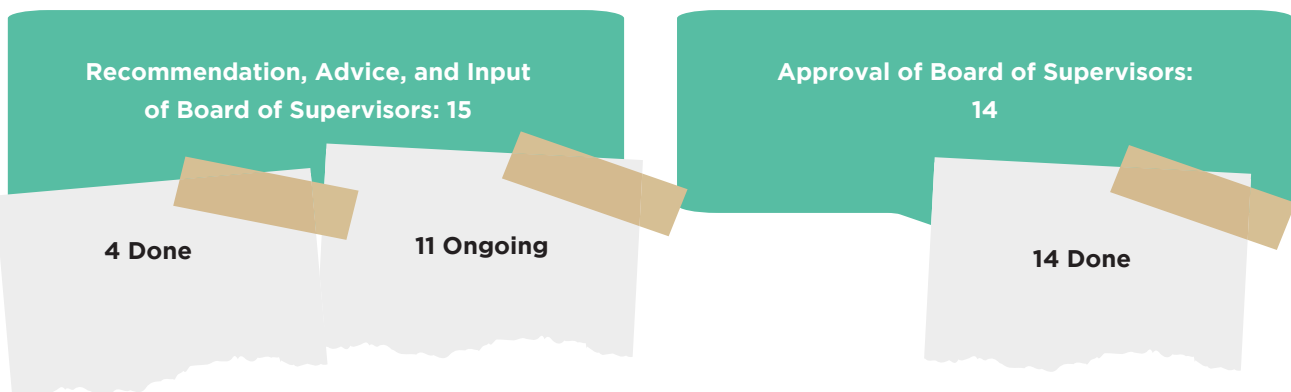 Recommendation, Advice, and Input
of Board of Supervisors: 15
4 Done
11 Ongoing
Approval of Board of Supervisors:
14
14 Done